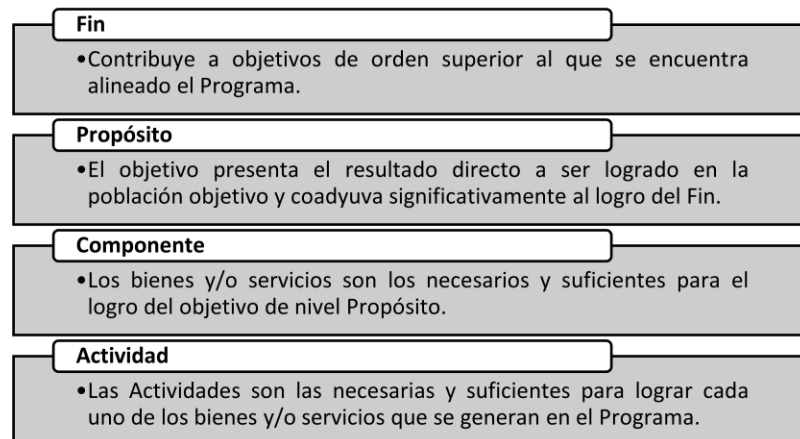 Fin
•Contribuye a objetivos de orden superior al que se encuentra
alineado el Programa.
Propósito
•El objetivo presenta el resultado directo a ser logrado en la
población objetivo y coadyuva significativamente al logro del Fin.
Componente
•Los bienes y/o servicios son los necesarios y suficientes para el
logro del objetivo de nivel Propósito.
Actividad
•Las Actividades son las necesarias y suficientes para lograr cada
uno de los bienes y/o servicios que se generan en el Programa.